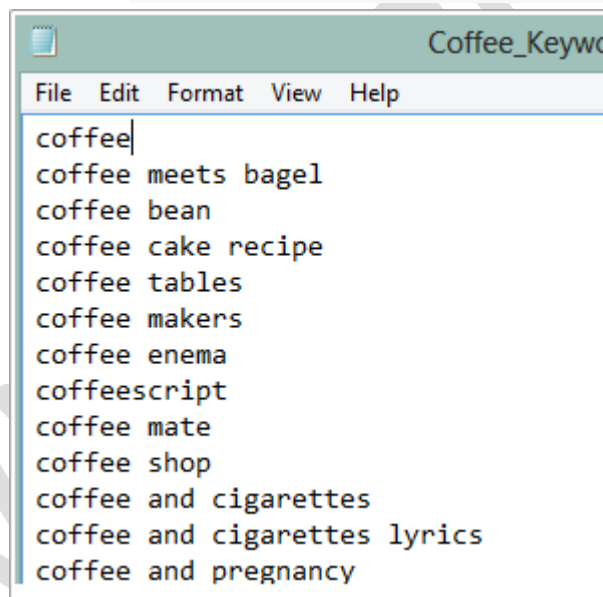 Coffee_Keywo
File Edit Format View Help
coffee
coffee meets bagel
coffee bean
coffee cake recipe
coffee tables
coffee makers
coffee enema
coffeescript
coffee mate
coffee shop
coffee and cigarettes
coffee and cigarettes lyrics
coffee and pregnancy